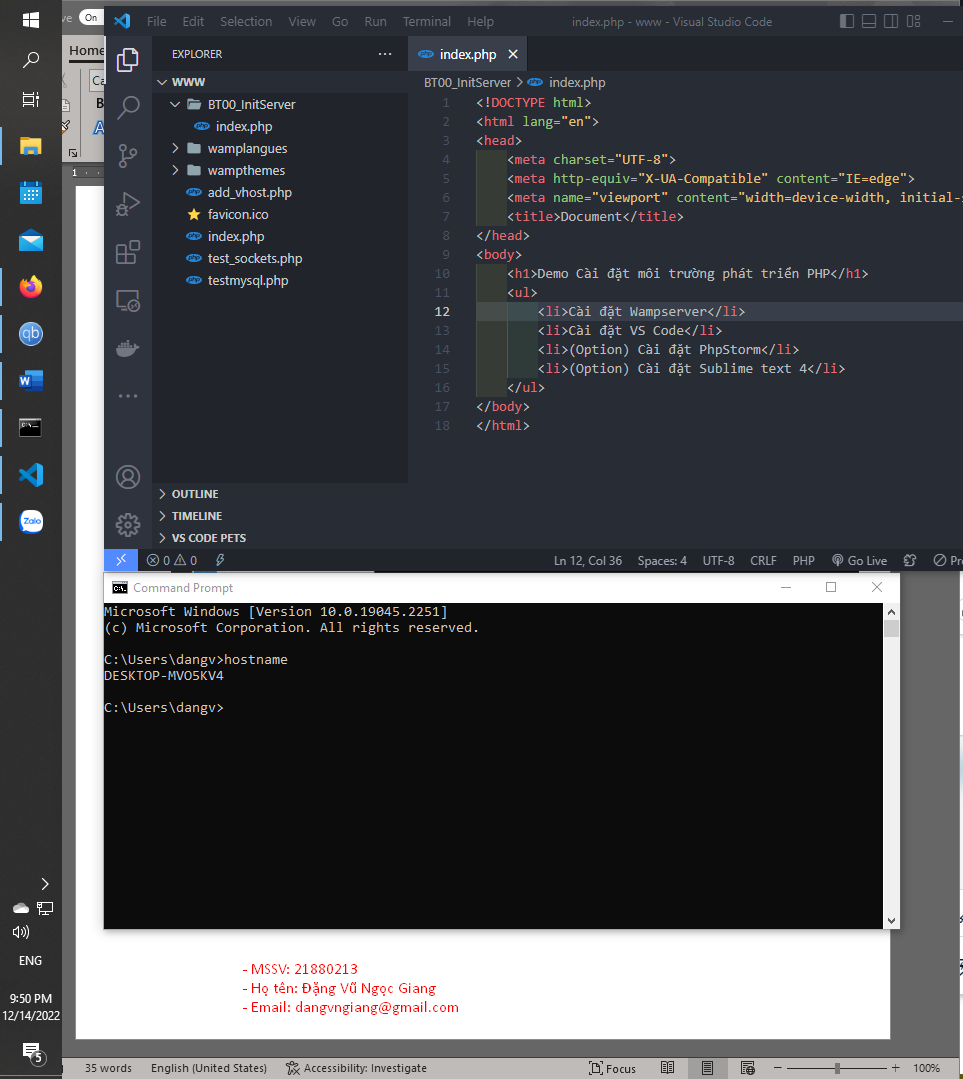 ve
On
Home
Ca
B
A
1
File Edit Selection View Go Run Terminal Help
index.php - www - Visual Studio Code
EXPLORER
index.php
WWW
BT00_InitServer
index.php
wamplangues
wampthemes
add_vhost.php
favicon.ico
index.php
test_sockets.php
testmysql.php
OUTLINE
TIMELINE
VS CODE PETS
BT00_InitServer > index.php
1 <!DOCTYPE html>
2 <html lang="en">
3 <head>
4 <meta charset="UTF-8">
5 <meta http-equiv="X-UA-Compatible" content="IE=edge">
6 <meta name="viewport" content="width=device-width, initial-s
7 <title>Document</title>
8 </head>
9 <body>
10 <h1>Demo Cài đặt môi trường phát triển PHP</h1>
11 <ul>
12 <li>Cài đặt Wampserver</li>
13 <li>Cài đặt VS Code</li>
14 <li>(Option) Cài đặt PhpStorm</li>
15 <li>(Option) Cài đặt Sublime text 4</li>
16 </ul>
17 </body>
18 </html>
0 0 Ln 12, Col 36 Spaces: 4 UTF-8 CRLF PHP Go Live Pre
Command Prompt
Microsoft Windows [Version 10.0.19045.2251]
(c) Microsoft Corporation. All rights reserved.
C:\Users\dangv>hostname
DESKTOP-MVO5KV4
C:\Users\dangv>
- MSSV: 21880213
- Họ tên: Đặng Vũ Ngọc Giang
- Email: dangvngiang@gmail.com
qb
W
Zalo
ENG
9:50 PM
12/14/2022
5
35 words English (United States) Accessibility: Investigate Focus 100%